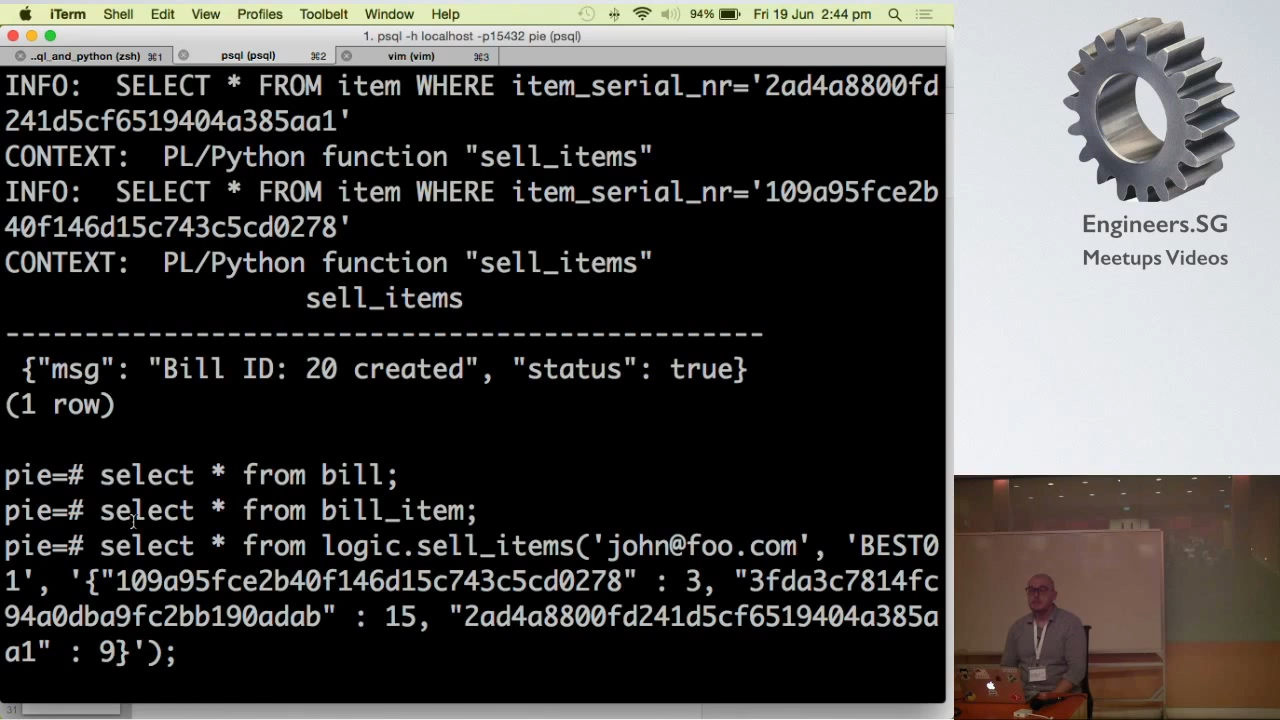 iTerm Shell Edit View Profiles Toolbelt Window Help 94% Fri 19 Jun 2:44 pm
1. psql -h localhost -p15432 pie (psql)
..ql_and_python (zsh) ⌘1 psql (psql) ⌘2 vim (vim) ⌘3
INFO:  SELECT * FROM item WHERE item_serial_nr='2ad4a8800fd
241d5cf6519404a385aa1'
CONTEXT:  PL/Python function "sell_items"
INFO:  SELECT * FROM item WHERE item_serial_nr='109a95fce2b
40f146d15c743c5cd0278'
CONTEXT:  PL/Python function "sell_items"
sell_items
------------------------------------------------
{"msg": "Bill ID: 20 created", "status": true}
(1 row)
pie=# select * from bill;
pie=# select * from bill_item;
pie=# select * from logic.sell_items('john@foo.com', 'BEST0
1', '{"109a95fce2b40f146d15c743c5cd0278" : 3, "3fda3c7814fc
94a0dba9fc2bb190adab" : 15, "2ad4a8800fd241d5cf6519404a385a
a1" : 9}');
31
Engineers.SG
Meetups Videos